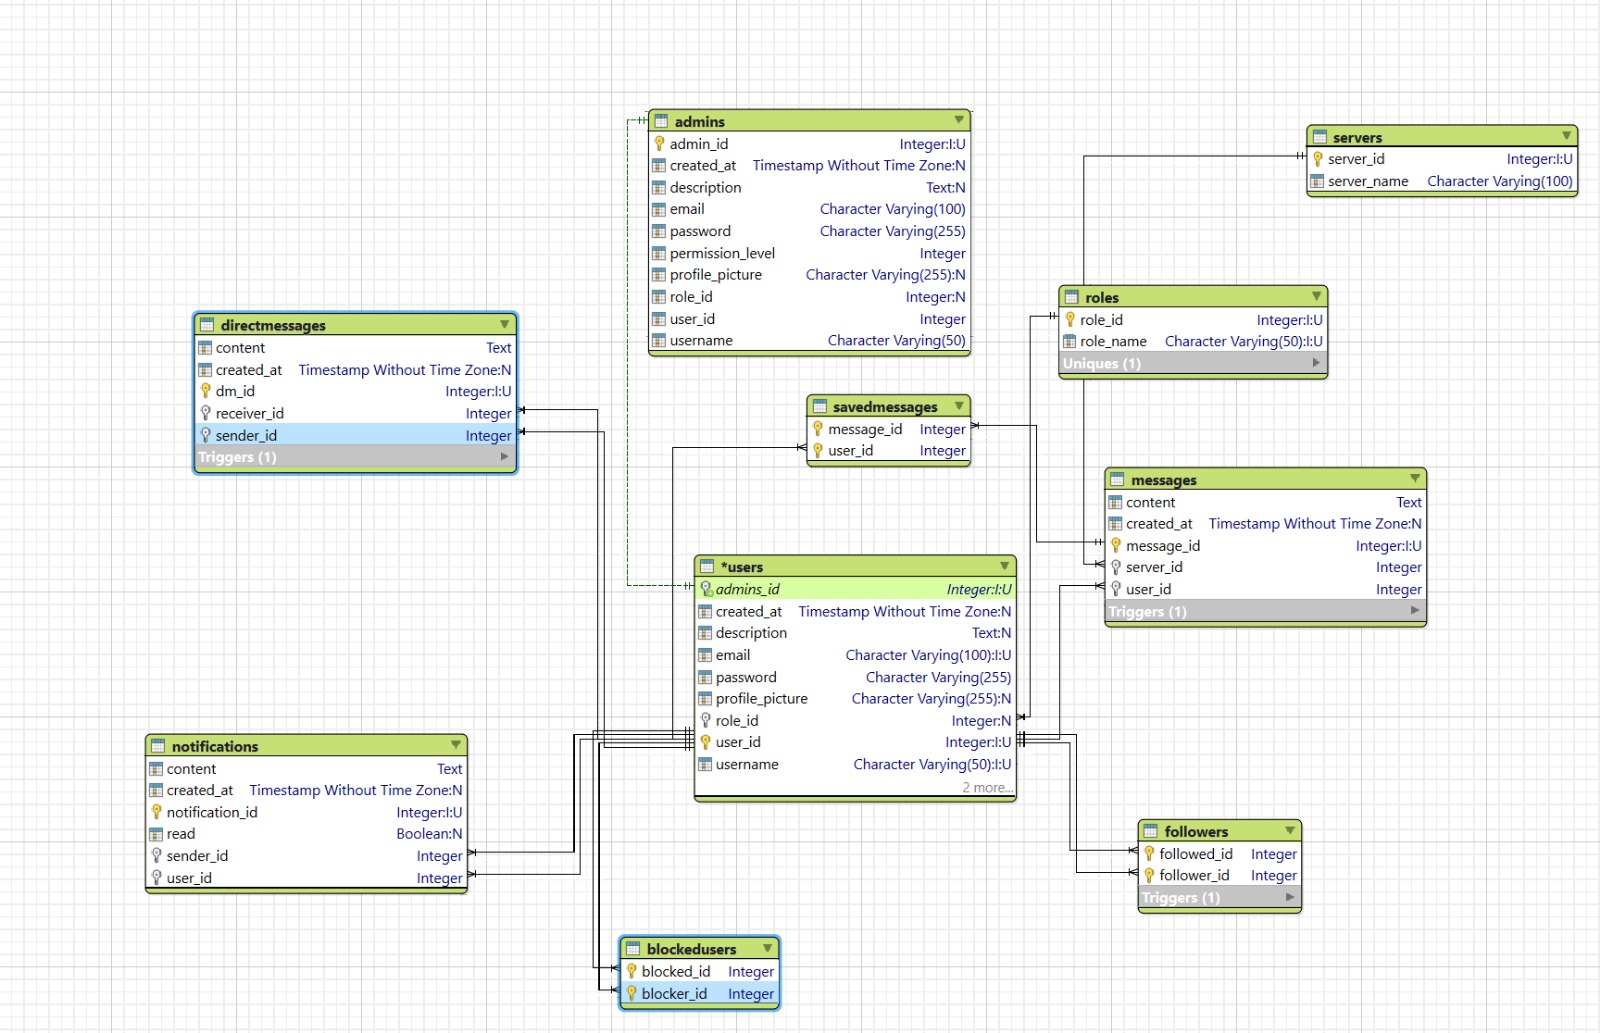 admins
admin_id Integer:I:U
created_at Timestamp Without Time Zone:N
description Text:N
email Character Varying(100)
password Character Varying(255)
permission_level Integer
profile_picture Character Varying(255):N
role_id Integer:N
user_id Integer
username Character Varying(50)
servers
server_id Integer:I:U
server_name Character Varying(100)
roles
role_id Integer:I:U
role_name Character Varying(50):I:U
Uniques (1)
directmessages
content Text
created_at Timestamp Without Time Zone:N
dm_id Integer:I:U
receiver_id Integer
sender_id Integer
Triggers (1)
savedmessages
message_id Integer
user_id Integer
messages
content Text
created_at Timestamp Without Time Zone:N
message_id Integer:I:U
server_id Integer
user_id Integer
Triggers (1)
*users
admins_id Integer:I:U
created_at Timestamp Without Time Zone:N
description Text:N
email Character Varying(100):I:U
password Character Varying(255)
profile_picture Character Varying(255):N
role_id Integer:N
user_id Integer:I:U
username Character Varying(50):I:U
2 more...
notifications
content Text
created_at Timestamp Without Time Zone:N
notification_id Integer:I:U
read Boolean:N
sender_id Integer
user_id Integer
followers
followed_id Integer
follower_id Integer
Triggers (1)
blockedusers
blocked_id Integer
blocker_id Integer